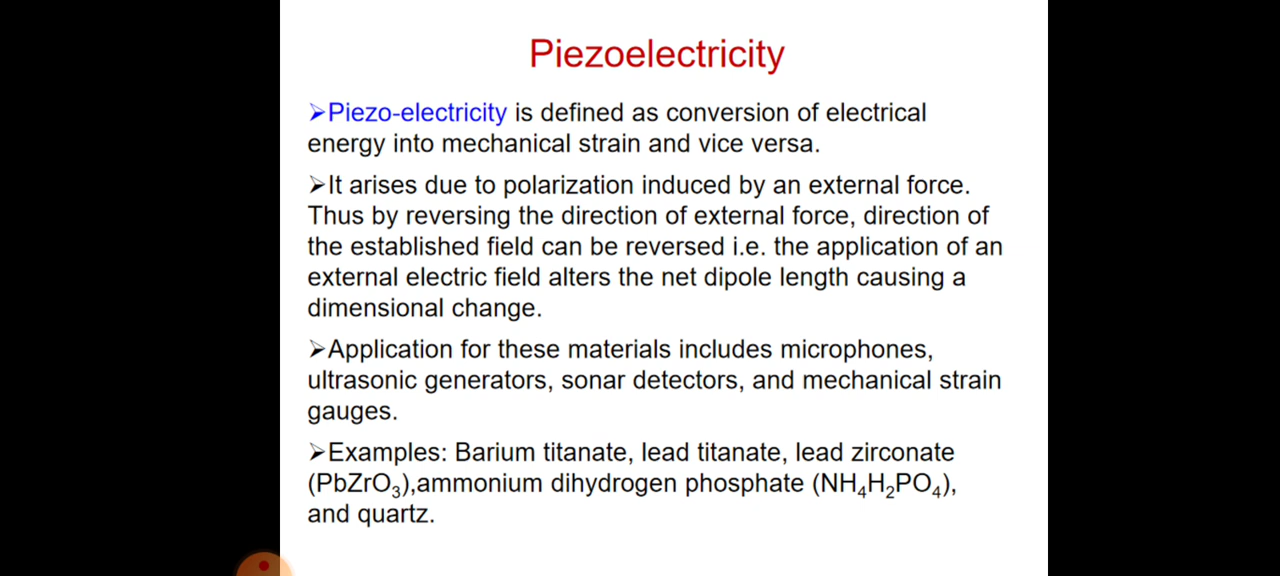 Piezoelectricity
➢Piezo-electricity is defined as conversion of electrical
energy into mechanical strain and vice versa.
➢It arises due to polarization induced by an external force.
Thus by reversing the direction of external force, direction of
the established field can be reversed i.e. the application of an
external electric field alters the net dipole length causing a
dimensional change.
➢Application for these materials includes microphones,
ultrasonic generators, sonar detectors, and mechanical strain
gauges.
➢Examples: Barium titanate, lead titanate, lead zirconate
(PbZrO₃),ammonium dihydrogen phosphate (NH₄H₂PO₄),
and quartz.